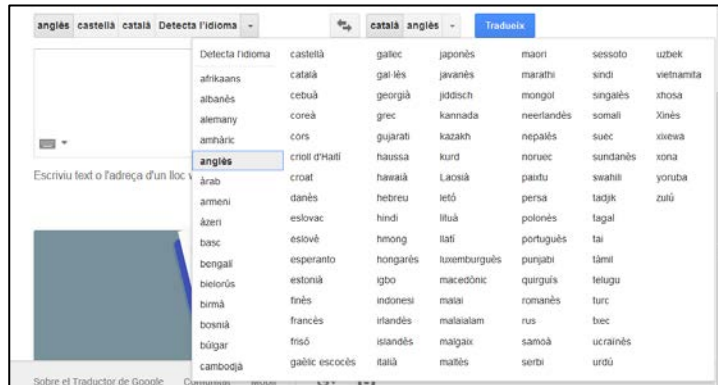 anglès castellà català Detecta l'idioma
català anglès
Tradueix
Escriviu text o l'adreça d'un lloc
Detecta l'idioma
afrikaans
albanès
alemany
amhàric
anglès
àrab
armeni
àzeri
basc
bengalí
bielorús
birmà
bosnià
búlgar
cambodjà
castellà
català
cebuà
coreà
cors
crioll d'Haití
croat
danès
eslovac
eslovè
esperanto
estonià
finès
francès
frisó
gaèlic escocès
gallec
gal·lès
georgià
grec
gujarati
haussa
hawaià
hebreu
hindi
hmong
hongarès
igbo
indonesi
irlandès
islandès
italià
japonès
javanès
jiddisch
kannada
kazakh
kurd
Laosià
letó
lituà
llatí
luxemburguès
macedònic
malai
malaialam
malgaix
maltès
maori
marathi
mongol
neerlandès
nepalès
noruec
paixtu
persa
polonès
português
punjabi
quirguís
romanès
rus
samoà
serbi
sessoto
sindi
singalès
somali
suec
sundanès
swahili
tadjik
tagal
tai
tàmil
telugu
turc
txec
ucraïnès
urdú
uzbek
vietnamita
xhosa
Xinès
xixewa
xona
yoruba
zulú
Sobre el Traductor de Google Comunitat Mòbil